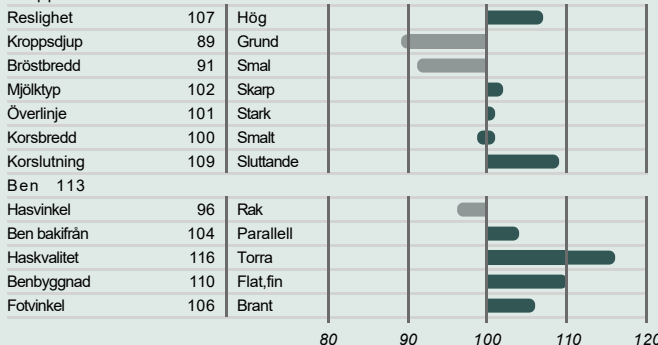 Reslighet 107 Hög
Kroppsdjup 89 Grund
Bröstbredd 91 Smal
Mjölktyp 102 Skarp
Överlinje 101 Stark
Korsbredd 100 Smalt
Korslutning 109 Sluttande
Ben 113
Hasvinkel 96 Rak
Ben bakifrån 104 Parallell
Haskvalitet 116 Torra
Benbyggnad 110 Flat,fin
Fotvinkel 106 Brant
80 90 100 110 120